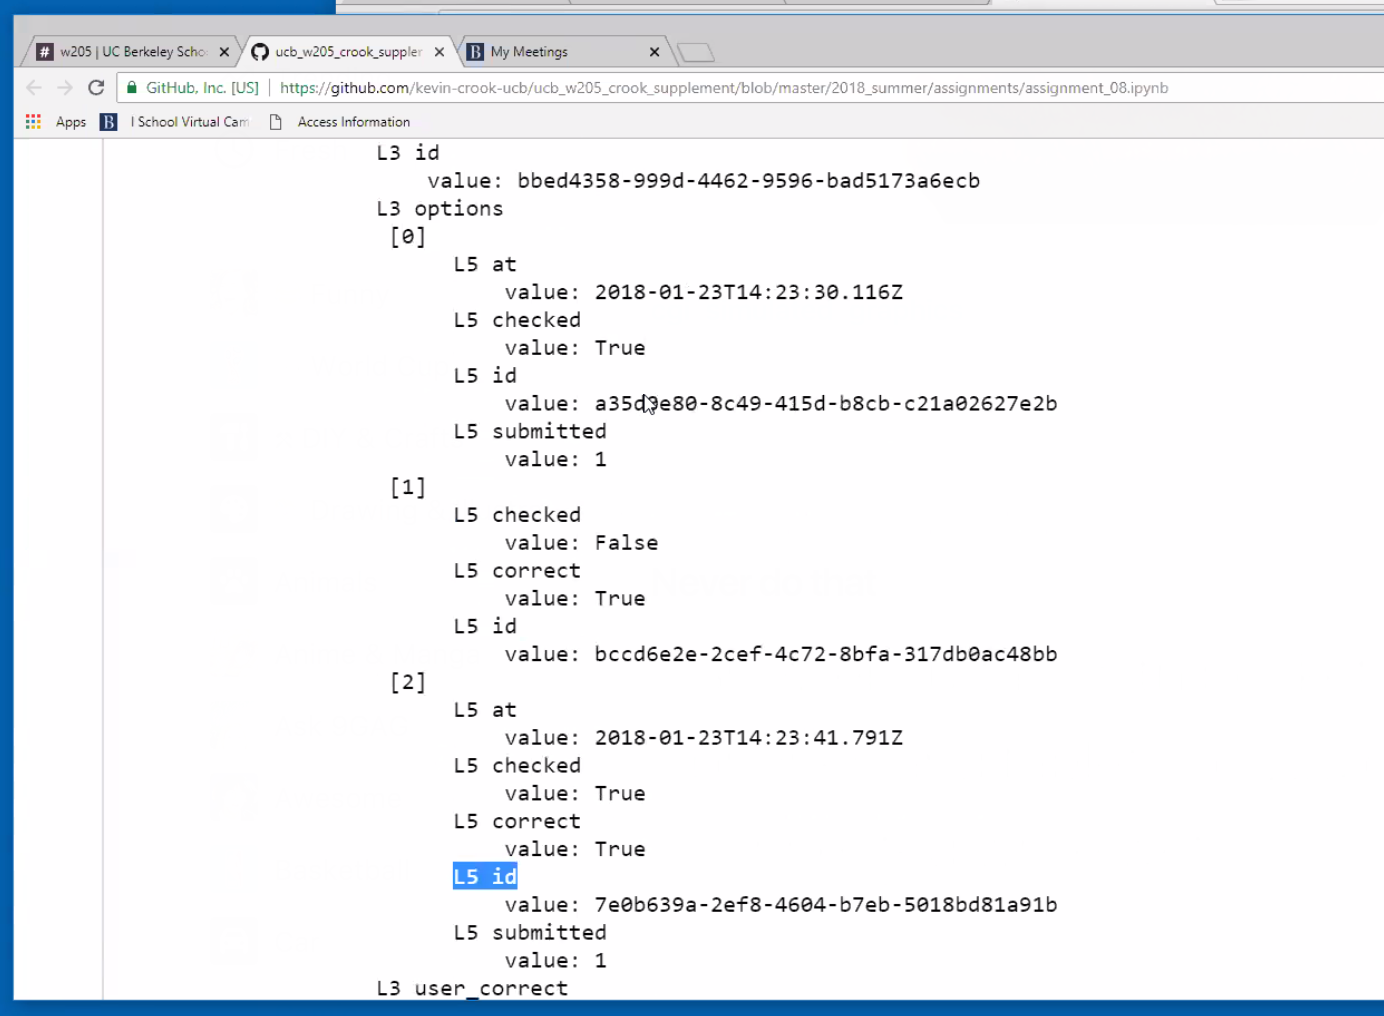 w205 | UC Berkeley Scho
ucb_w205_crook_suppler
My Meetings
GitHub, Inc. [US] | https://github.com/kevin-crook-ucb/ucb_w205_crook_supplement/blob/master/2018_summer/assignments/assignment_08.ipynb
Apps
I School Virtual Cam
Access Information
L3 id
value: bbed4358-999d-4462-9596-bad5173a6ecb
L3 options
[0]
L5 at
value: 2018-01-23T14:23:30.116Z
L5 checked
value: True
L5 id
value: a35d0e80-8c49-415d-b8cb-c21a02627e2b
L5 submitted
value: 1
[1]
L5 checked
value: False
L5 correct
value: True
L5 id
value: bccd6e2e-2cef-4c72-8bfa-317db0ac48bb
[2]
L5 at
value: 2018-01-23T14:23:41.791Z
L5 checked
value: True
L5 correct
value: True
L5 id
value: 7e0b639a-2ef8-4604-b7eb-5018bd81a91b
L5 submitted
value: 1
L3 user_correct